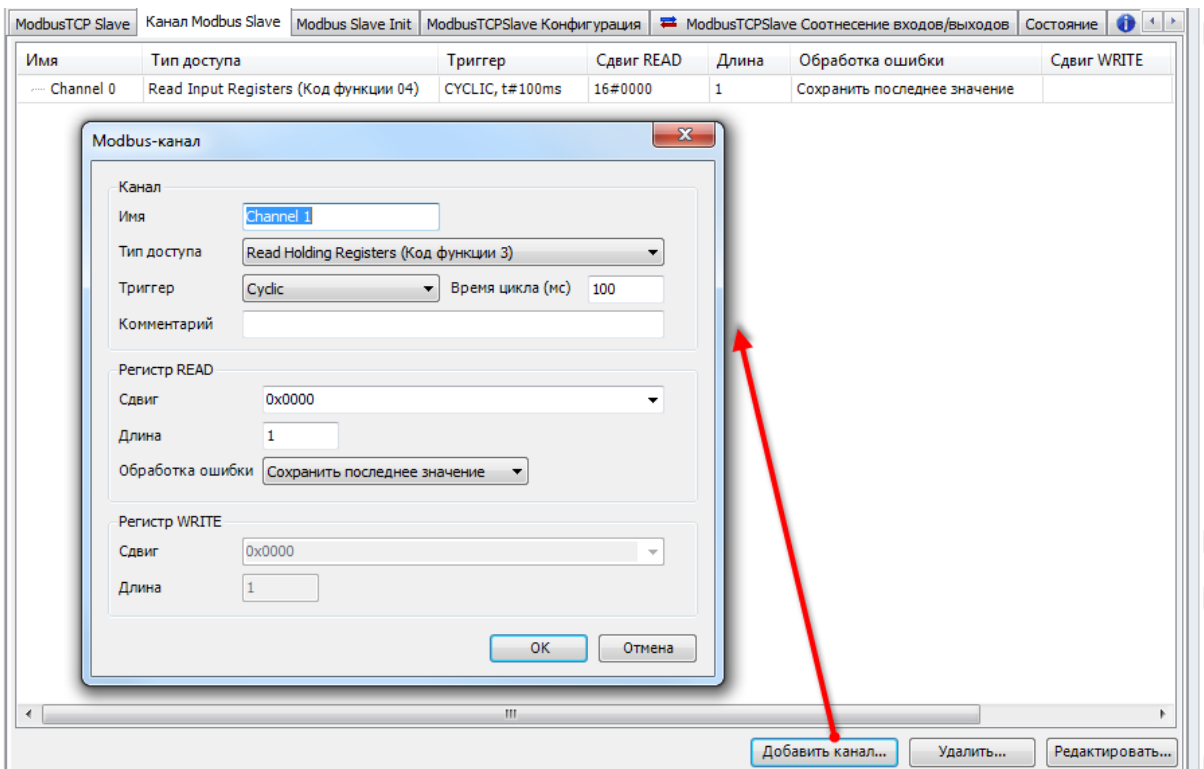 ModbusTCP Slave Канал Modbus Slave Modbus Slave Init ModbusTCPSlave Конфигурация ModbusTCPSlave Соотнесение входов/выходов Состояние
Имя Тип доступа Триггер Сдвиг READ Длина Обработка ошибки Сдвиг WRITE
Channel 0 Read Input Registers (Код функции 04) CYCLIC, t#100ms 16#0000 1 Сохранить последнее значение
Modbus-канал
Канал
Имя Channel 1
Тип доступа Read Holding Registers (Код функции 3)
Триггер Cyclic Время цикла (мс) 100
Комментарий
Регистр READ
Сдвиг 0x0000
Длина 1
Обработка ошибки Сохранить последнее значение
Регистр WRITE
Сдвиг 0x0000
Длина 1
OK Отмена
Добавить канал... Удалить... Редактировать...